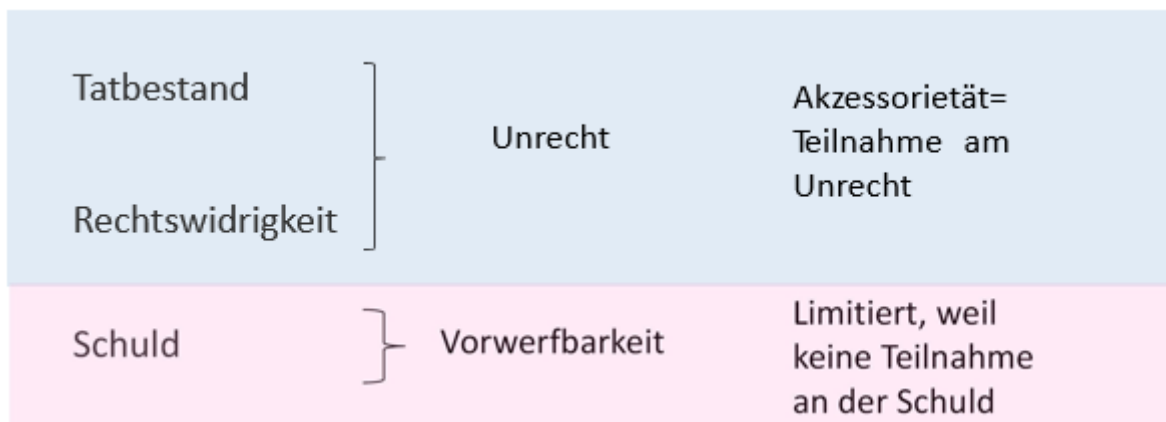 Tatbestand
Rechtswidrigkeit
Unrecht
Akzessorietät=
Teilnahme am
Unrecht
Schuld
Vorwerfbarkeit
Limitiert, weil
keine Teilnahme
an der Schuld